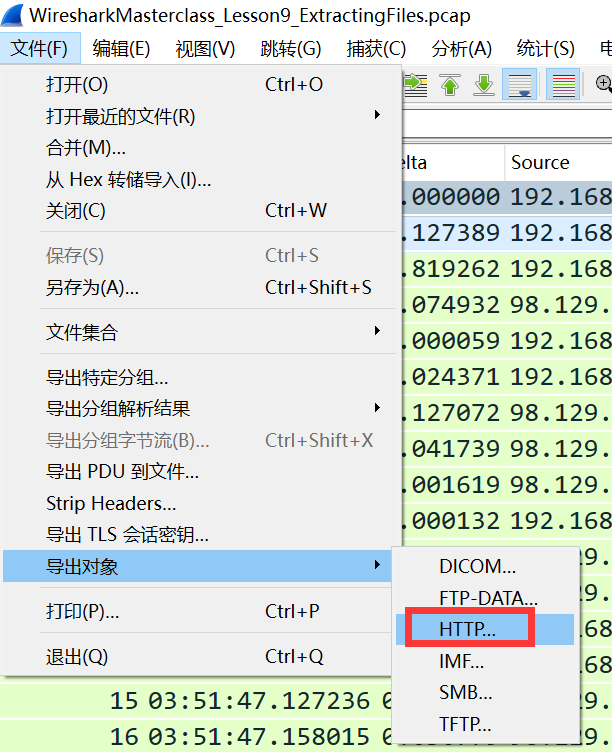 WiresharkMasterclass_Lesson9_ExtractingFiles.pcap
文件(F) 编辑(E) 视图(V) 跳转(G) 捕获(C) 分析(A) 统计(S)
打开(O) Ctrl+O
打开最近的文件(R)
合并(M)...
从 Hex 转储导入(I)...
关闭(C) Ctrl+W
保存(S) Ctrl+S
另存为(A)... Ctrl+Shift+S
文件集合
导出特定分组...
导出分组解析结果
导出分组字节流(B)... Ctrl+Shift+X
导出 PDU 到文件...
Strip Headers...
导出 TLS 会话密钥...
导出对象
打印(P)... Ctrl+P
退出(Q) Ctrl+Q
DICOM...
FTP-DATA...
HTTP...
IMF...
SMB...
TFTP...
lta Source
.000000 192.168
.127389 192.168
.819262 192.168
.074932 98.129.
.000059 192.168
.024371 192.168
.127072 98.129.
.041739 98.129.
.001619 98.129.
.000132 192.168
15 03:51:47.127236
16 03:51:47.158015